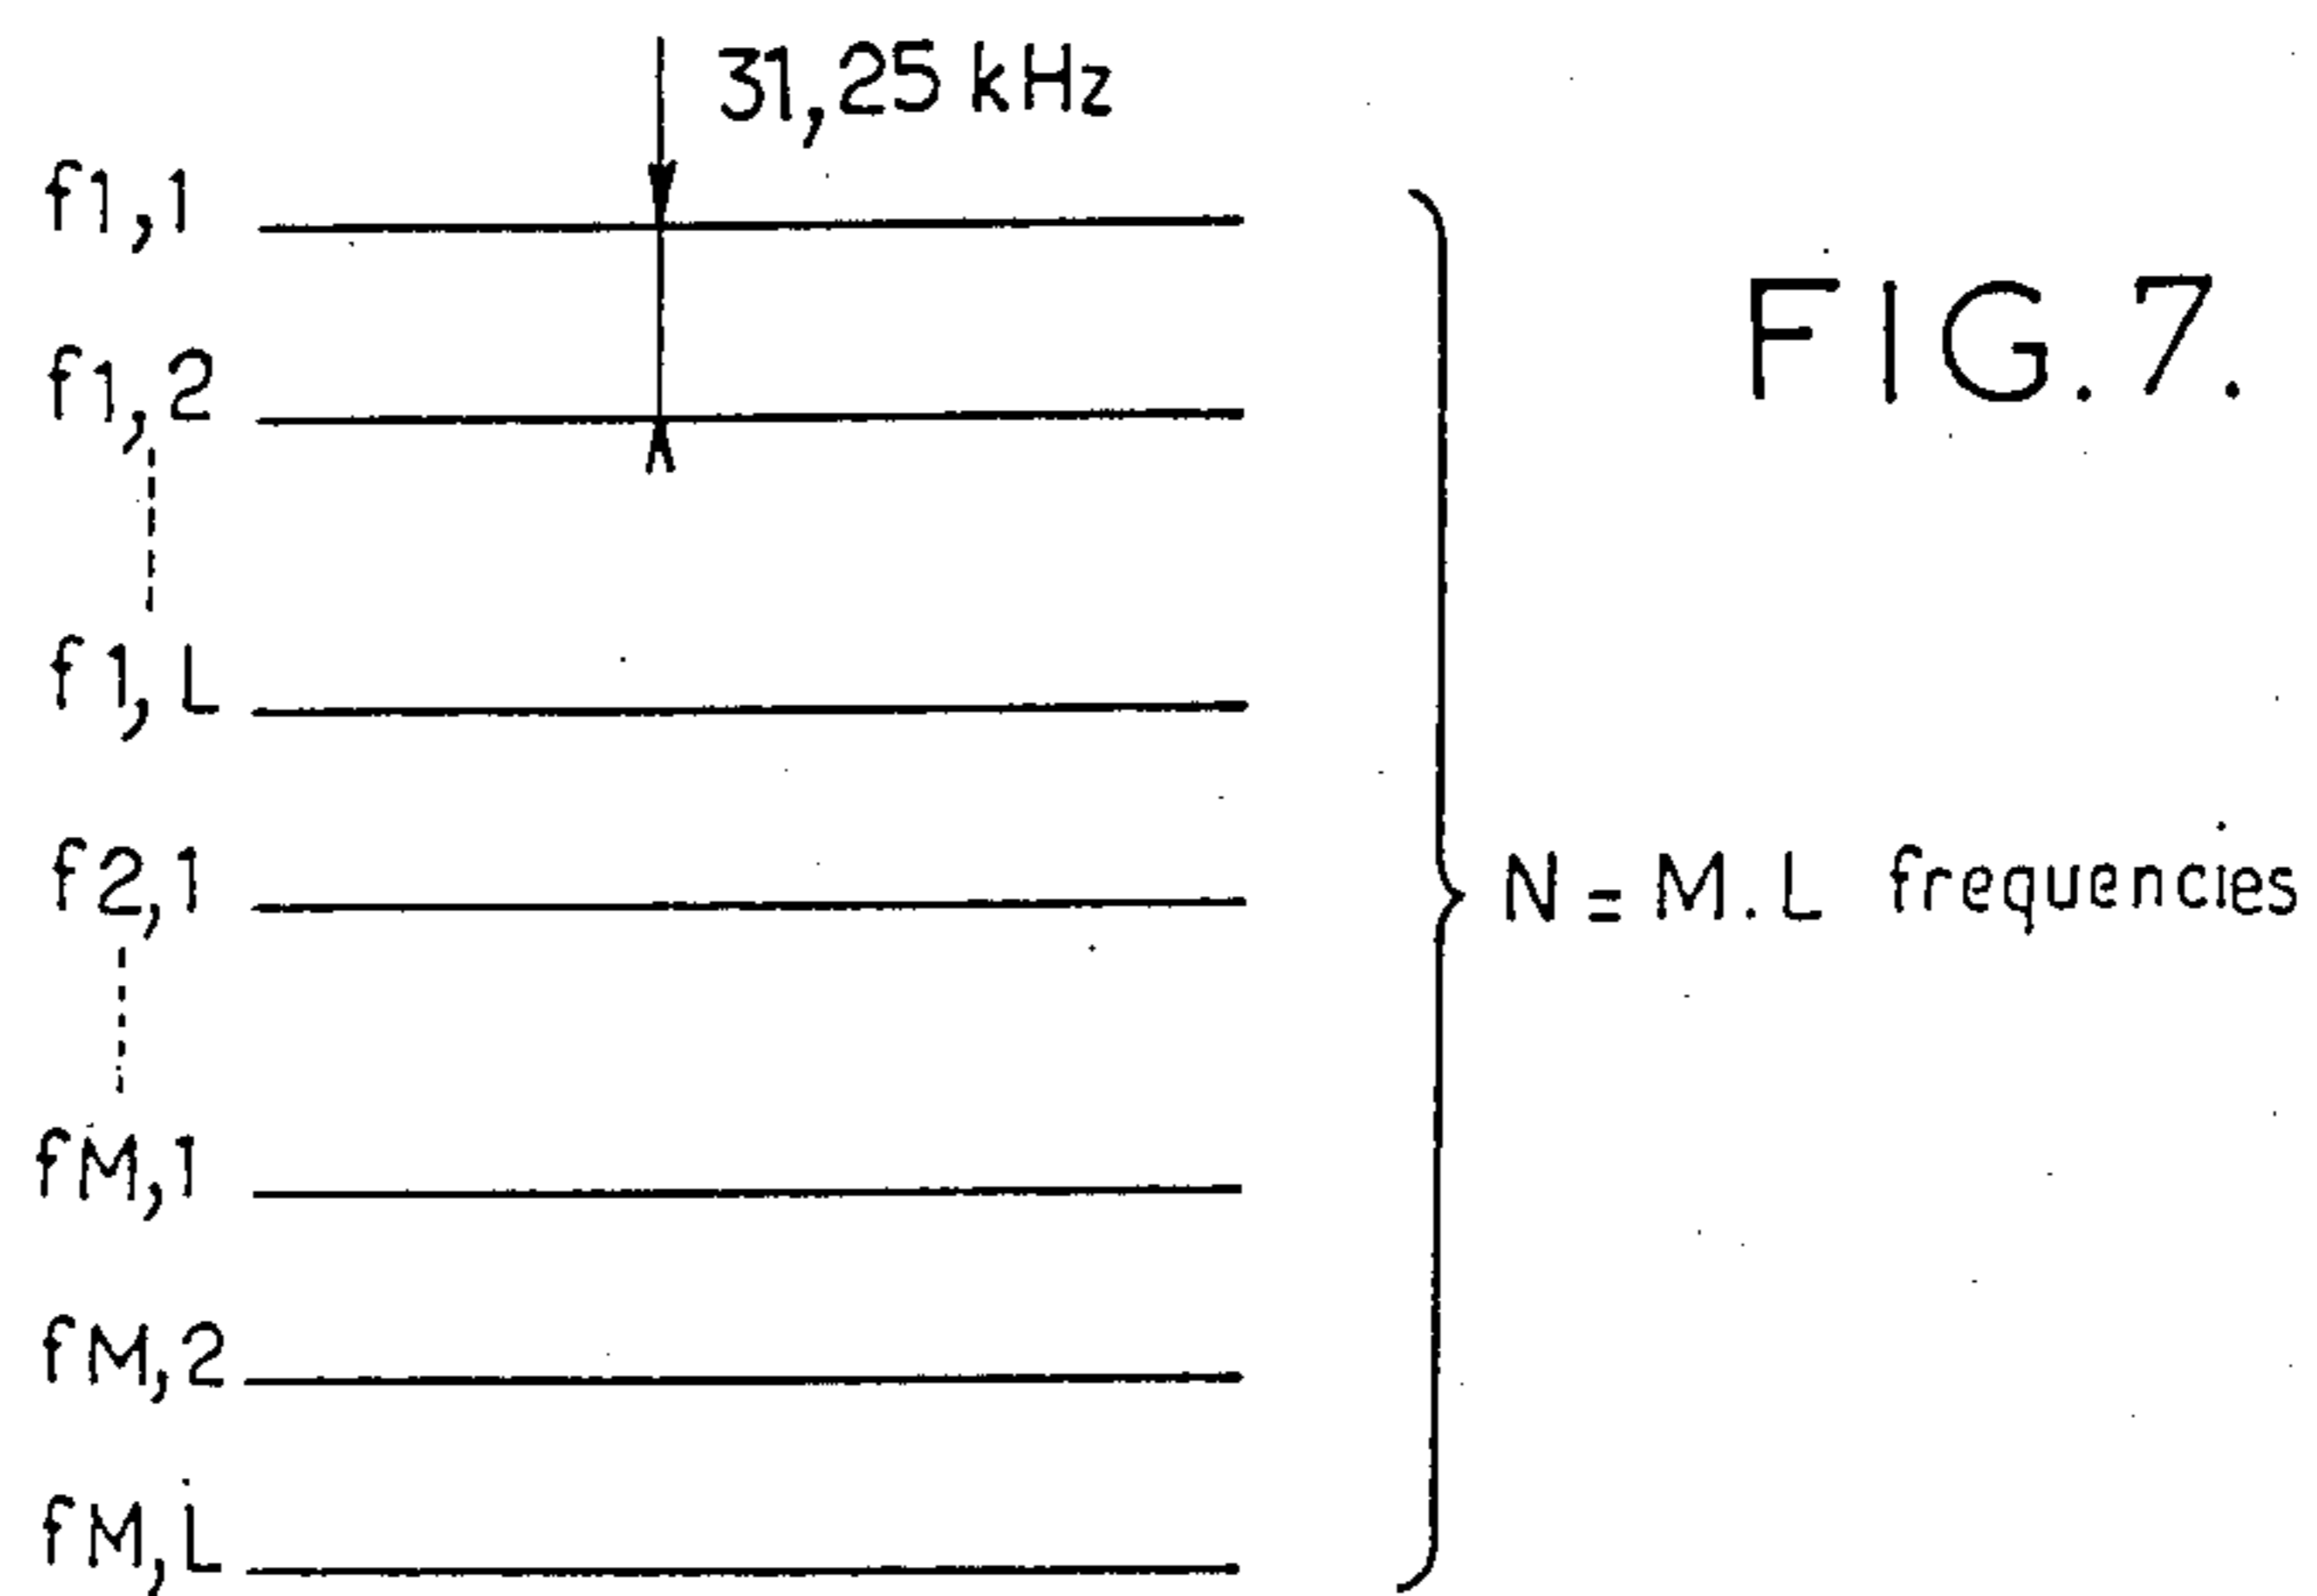 31,25 kHz
f1,1
FIG.7.
f1,2
f1,L
f2,1
N = M.L frequencies
fM,1
fM,2
fM,L